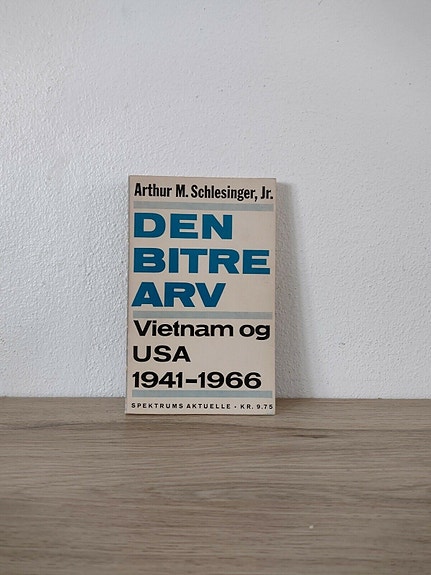 Arthur M. Schlesinger, Jr.
DEN
BITRE
ARV
Vietnam og
USA
1941–1966
SPEKTRUMS AKTUELLE · KR. 9.75